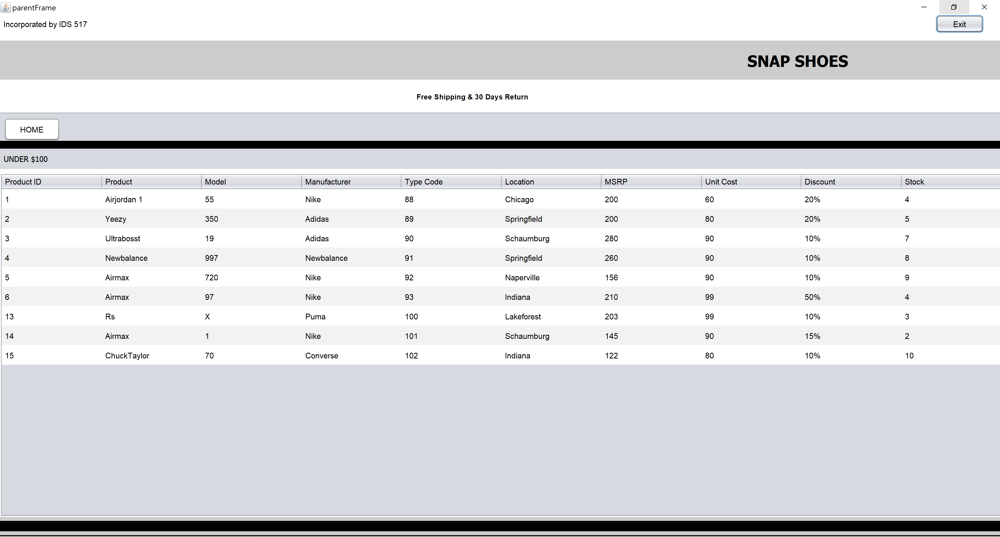 parentFrame
Incorporated by IDS 517
Exit
SNAP SHOES
Free Shipping & 30 Days Return
HOME
UNDER $100
Product ID Product Model Manufacturer Type Code Location MSRP Unit Cost Discount Stock
1 Airjordan 1 55 Nike 88 Chicago 200 60 20% 4
2 Yeezy 350 Adidas 89 Springfield 200 80 20% 5
3 Ultrabosst 19 Adidas 90 Schaumburg 280 90 10% 7
4 Newbalance 997 Newbalance 91 Springfield 260 90 10% 8
5 Airmax 720 Nike 92 Naperville 156 90 10% 9
6 Airmax 97 Nike 93 Indiana 210 99 50% 4
13 Rs X Puma 100 Lakeforest 203 99 10% 3
14 Airmax 1 Nike 101 Schaumburg 145 90 15% 2
15 ChuckTaylor 70 Converse 102 Indiana 122 80 10% 10